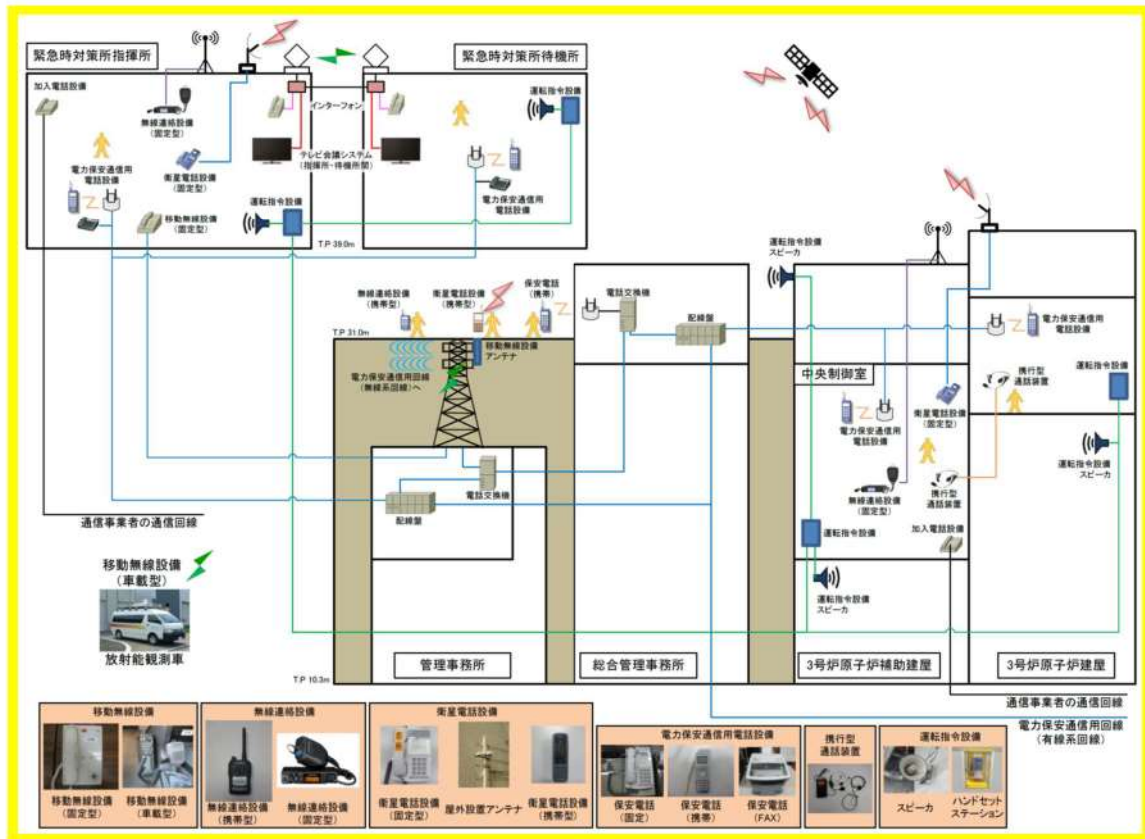 緊急時対策所指揮所
緊急時対策所待機所
加入電話設備
無線連絡設備
(固定型)
インターフォン
運転指令設備
電力保安通信用
電話設備
衛星電話設備
(固定型)
テレビ会議システム
(指揮所・待機所間)
移動無線設備
(固定型)
運転指令設備
電力保安通信用
電話設備
T.P 39.0m
無線連絡設備
(携帯型)
衛星電話設備
(携帯型)
保安電話
(携帯)
T.P 31.0m
移動無線設備
アンテナ
電力保安通信用回線
(無線系回線)へ
電話交換機
配線盤
運転指令設備
スピーカ
電力保安通信用
電話設備
中央制御室
携行型
通話装置
運転指令設備
衛星電話設備
(固定型)
電力保安通信用
電話設備
運転指令設備
スピーカ
無線連絡設備
(固定型)
携行型
通話装置
加入電話設備
運転指令設備
運転指令設備
スピーカ
電話交換機
配線盤
通信事業者の通信回線
移動無線設備
(車載型)
放射能観測車
T.P 10.3m
管理事務所
総合管理事務所
3号炉原子炉補助建屋
3号炉原子炉建屋
通信事業者の通信回線
電力保安通信用回線
(有線系回線)
移動無線設備
移動無線設備
(固定型)
移動無線設備
(車載型)
無線連絡設備
無線連絡設備
(携帯型)
無線連絡設備
(固定型)
衛星電話設備
衛星電話設備
(固定型)
屋外設置アンテナ
衛星電話設備
(携帯型)
電力保安通信用電話設備
保安電話
(固定)
保安電話
(携帯)
保安電話
(FAX)
携行型
通話装置
運転指令設備
スピーカ
ハンドセット
ステーション